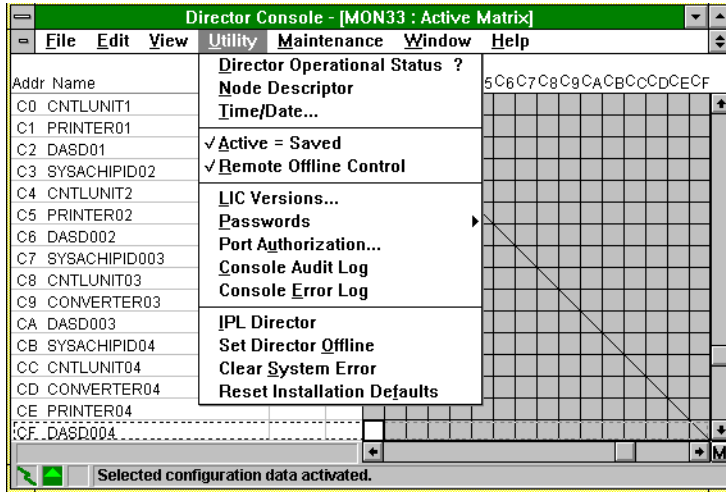 Director Console - [MON33 : Active Matrix]
File Edit View Utility Maintenance Window Help
Addr Name
5C6C7C8C9CACBCCCDCECF
C0 CNTLUNIT1
C1 PRINTER01
C2 DASD01
C3 SYSACHIPID02
C4 CNTLUNIT2
C5 PRINTER02
C6 DASD002
C7 SYSACHIPID003
C8 CNTLUNIT03
C9 CONVERTER03
CA DASD003
CB SYSACHIPID04
CC CNTLUNIT04
CD CONVERTER04
CE PRINTER04
CF DASD004
Director Operational Status ?
Node Descriptor
Time/Date...
√ Active = Saved
√ Remote Offline Control
LIC Versions...
Passwords
Port Authorization...
Console Audit Log
Console Error Log
IPL Director
Set Director Offline
Clear System Error
Reset Installation Defaults
M
Selected configuration data activated.